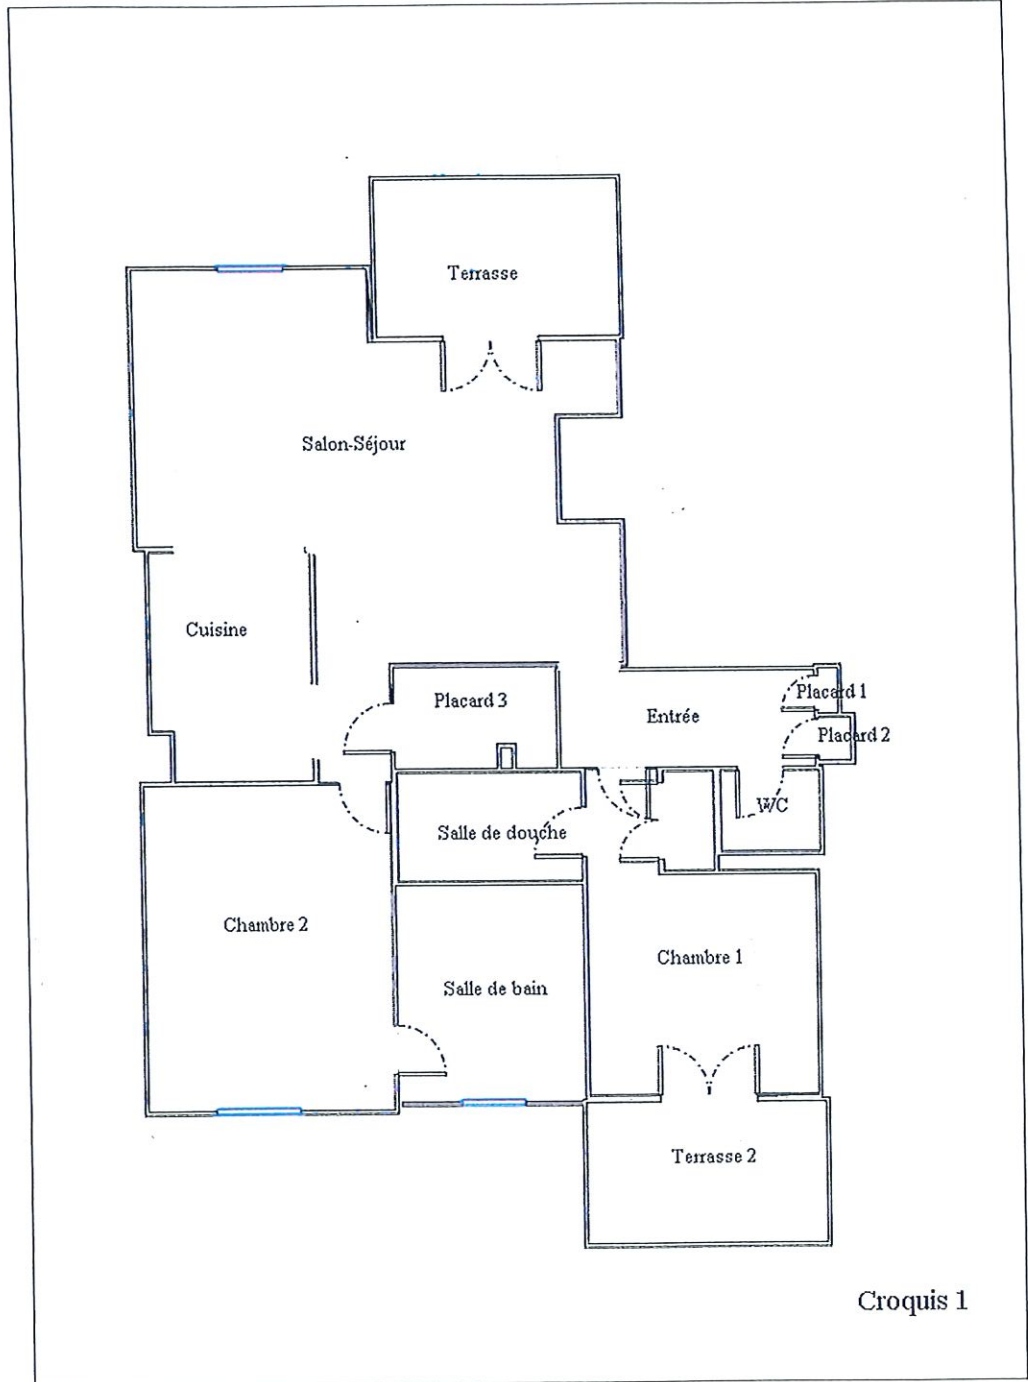 Terrasse
Salon-Séjour
Cuisine
Placard 1
Placard 3
Entrée
Placard 2
WC
Salle de douche
Chambre 2
Chambre 1
Salle de bain
Terrasse 2
Croquis 1